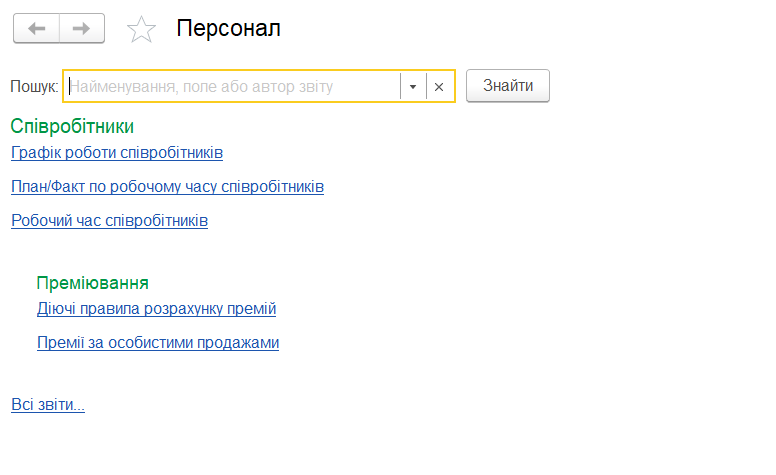 Персонал
Пошук: Найменування, поле або автор звіту Знайти
Співробітники
Графік роботи співробітників
План/Факт по робочому часу співробітників
Робочий час співробітників
Преміювання
Діючі правила розрахунку премій
Премії за особистими продажами
Всі звіти...